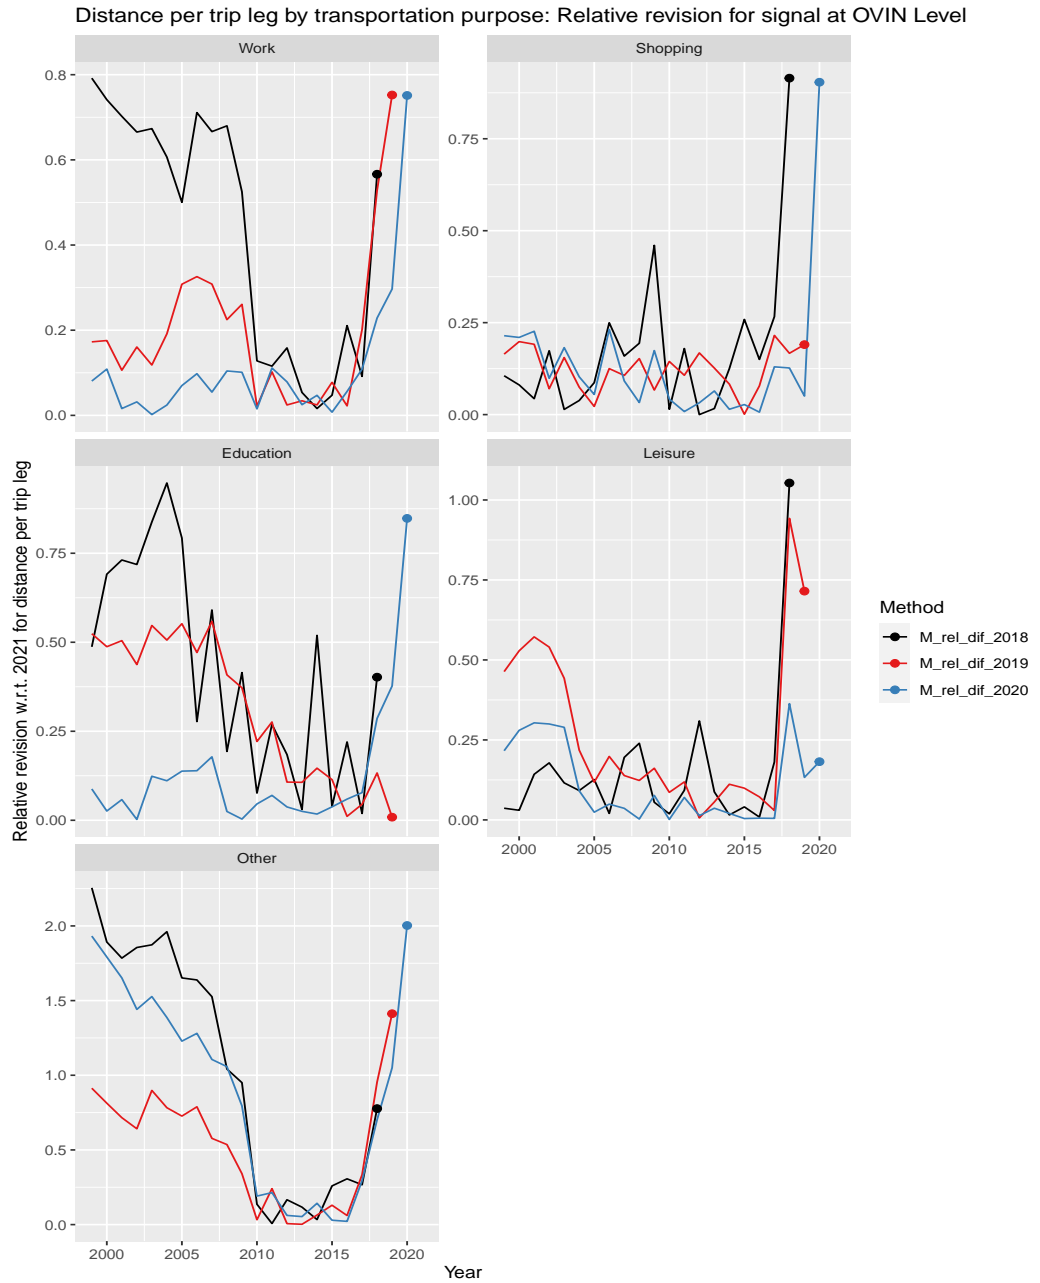 Distance per trip leg by transportation purpose: Relative revision for signal at OVIN Level
Work
Shopping
0.8
0.6
0.4
0.2
0.0
0.75
0.50
0.25
0.00
Education
Leisure
0.75
0.50
0.25
0.00
1.00
0.75
0.50
0.25
0.00
2000 2005 2010 2015 2020
Other
2.0
1.5
1.0
0.5
0.0
2000 2005 2010 2015 2020
Year
Relative revision w.r.t. 2021 for distance per trip leg
Method
M_rel_dif_2018
M_rel_dif_2019
M_rel_dif_2020